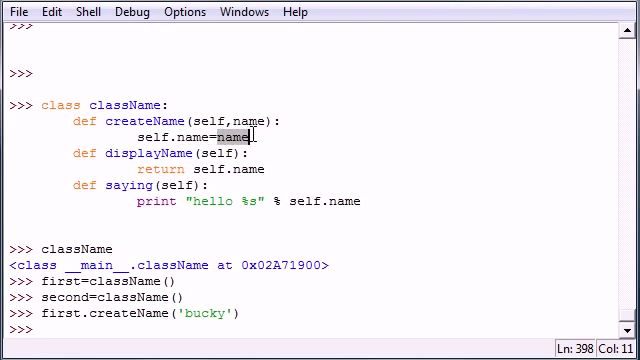 File Edit Shell Debug Options Windows Help
>>>
>>>
>>> class className:
def createName(self,name):
self.name=name
def displayName(self):
return self.name
def saying(self):
print "hello %s" % self.name
>>> className
<class __main__.className at 0x02A71900>
>>> first=className()
>>> second=className()
>>> first.createName('bucky')
>>>
Ln: 398 Col: 11